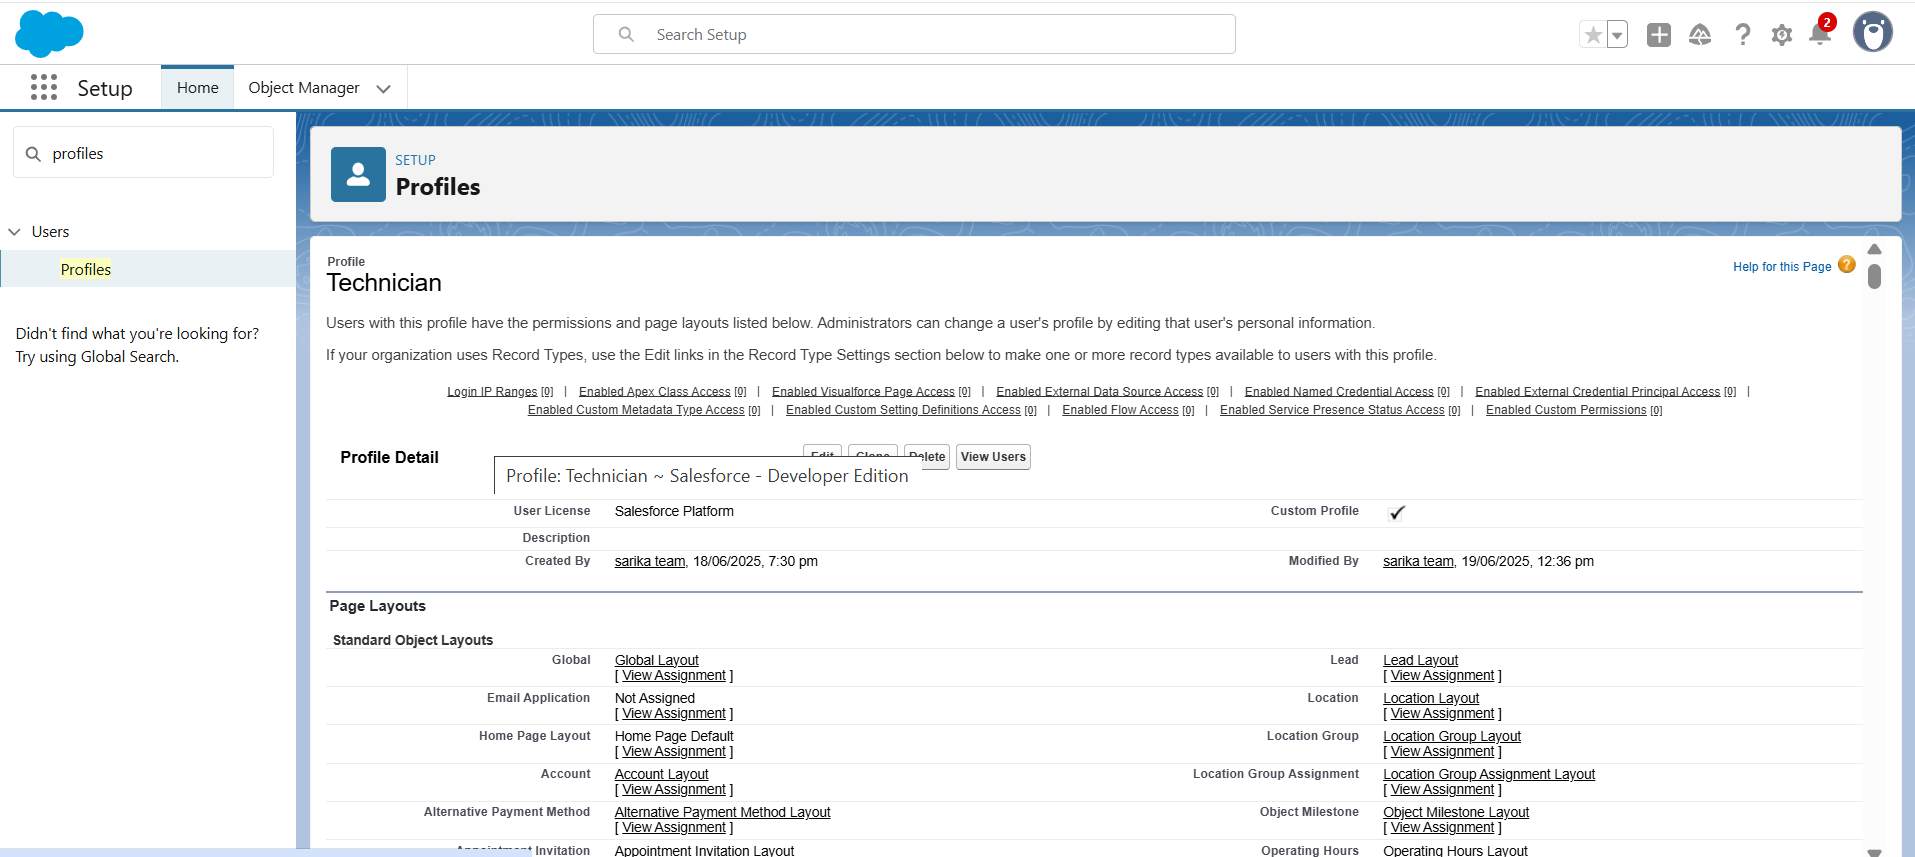 Search Setup
2
Setup
Home
Object Manager
profiles
Users
Profiles
Didn't find what you're looking for?
Try using Global Search.
SETUP
Profiles
Profile
Technician
Help for this Page ?
Users with this profile have the permissions and page layouts listed below. Administrators can change a user's profile by editing that user's personal information.
If your organization uses Record Types, use the Edit links in the Record Type Settings section below to make one or more record types available to users with this profile.
Login IP Ranges [0] | Enabled Apex Class Access [0] | Enabled Visualforce Page Access [0] | Enabled External Data Source Access [0] | Enabled Named Credential Access [0] | Enabled External Credential Principal Access [0] |
Enabled Custom Metadata Type Access [0] | Enabled Custom Setting Definitions Access [0] | Enabled Flow Access [0] | Enabled Service Presence Status Access [0] | Enabled Custom Permissions [0]
Profile Detail
Edit Clone Delete View Users
Profile: Technician ~ Salesforce - Developer Edition
User License Salesforce Platform Custom Profile
Description
Created By sarika team, 18/06/2025, 7:30 pm Modified By sarika team, 19/06/2025, 12:36 pm
Page Layouts
Standard Object Layouts
Global Global Layout Lead Lead Layout
[ View Assignment ] [ View Assignment ]
Email Application Not Assigned Location Location Layout
[ View Assignment ] [ View Assignment ]
Home Page Layout Home Page Default Location Group Location Group Layout
[ View Assignment ] [ View Assignment ]
Account Account Layout Location Group Assignment Location Group Assignment Layout
[ View Assignment ] [ View Assignment ]
Alternative Payment Method Alternative Payment Method Layout Object Milestone Object Milestone Layout
[ View Assignment ] [ View Assignment ]
Appointment Invitation Appointment Invitation Layout Operating Hours Operating Hours Layout